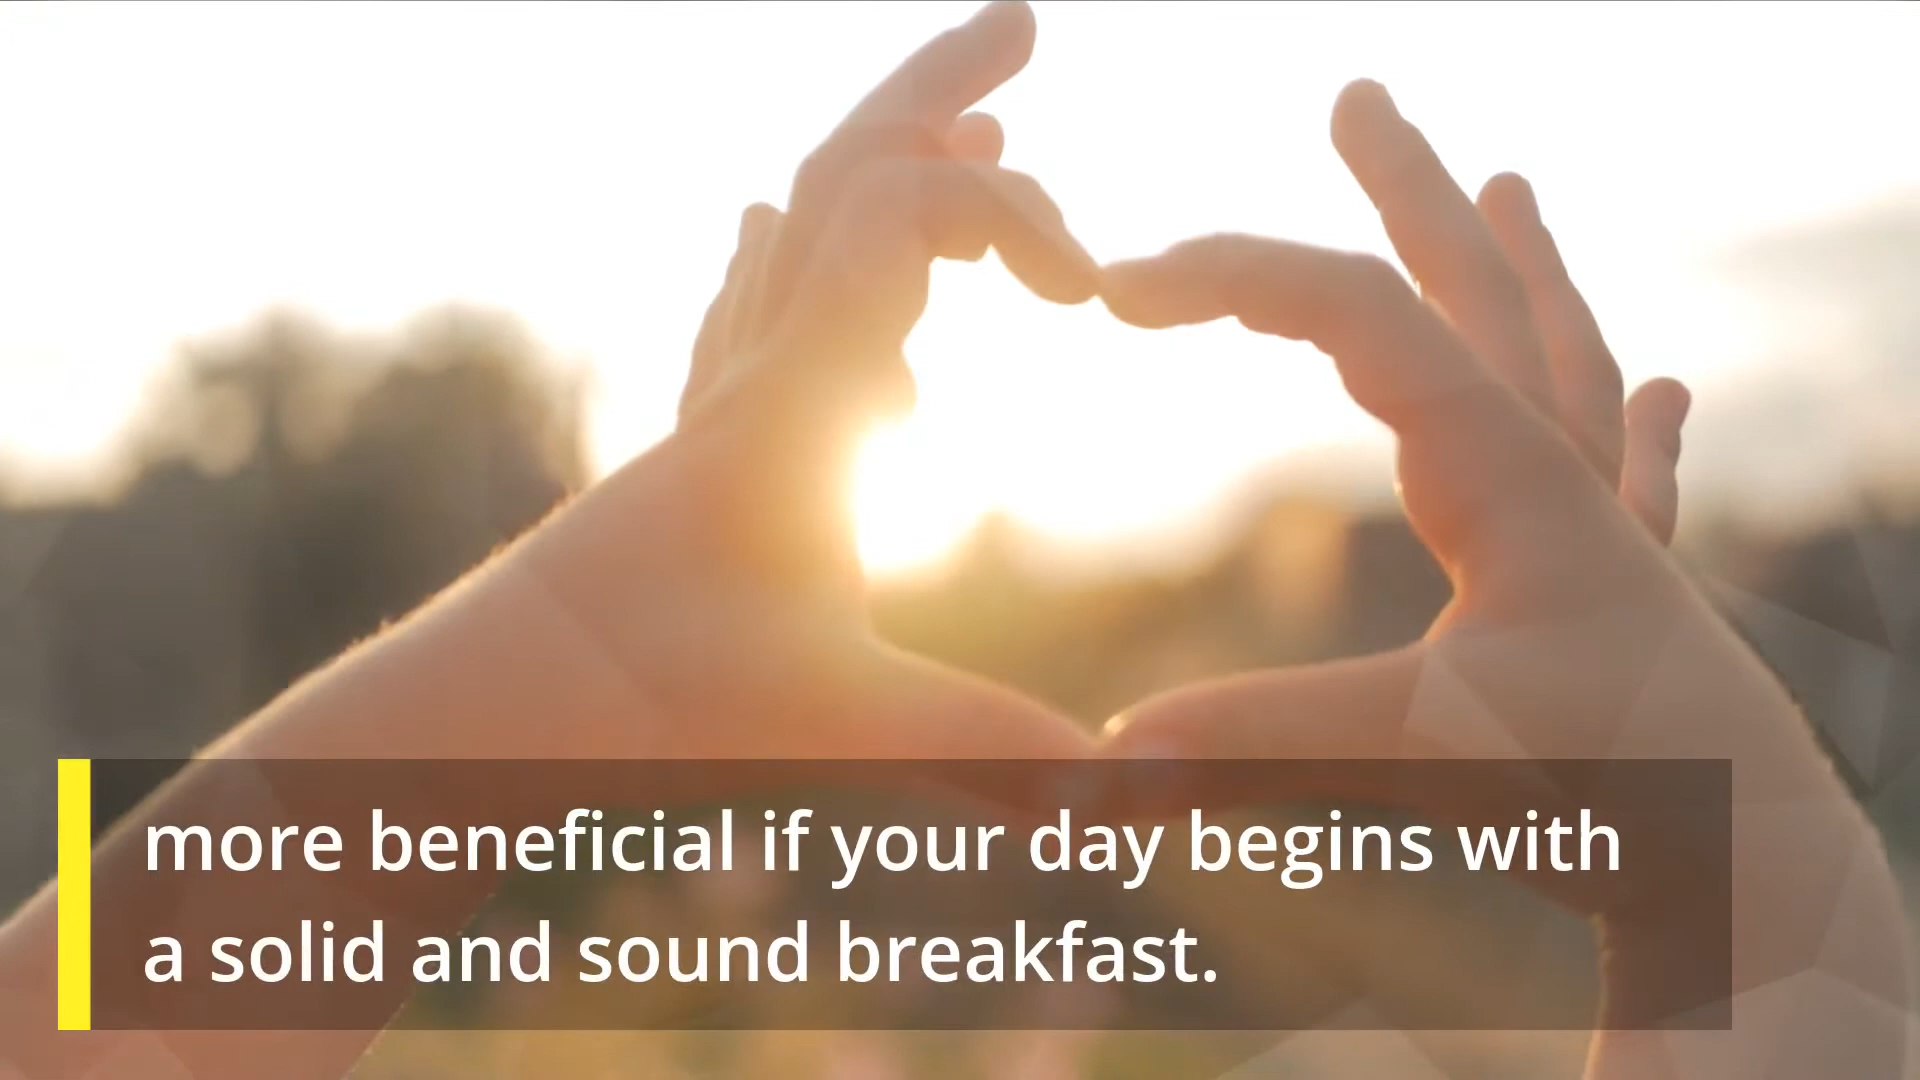 more beneficial if your day begins with
a solid and sound breakfast.